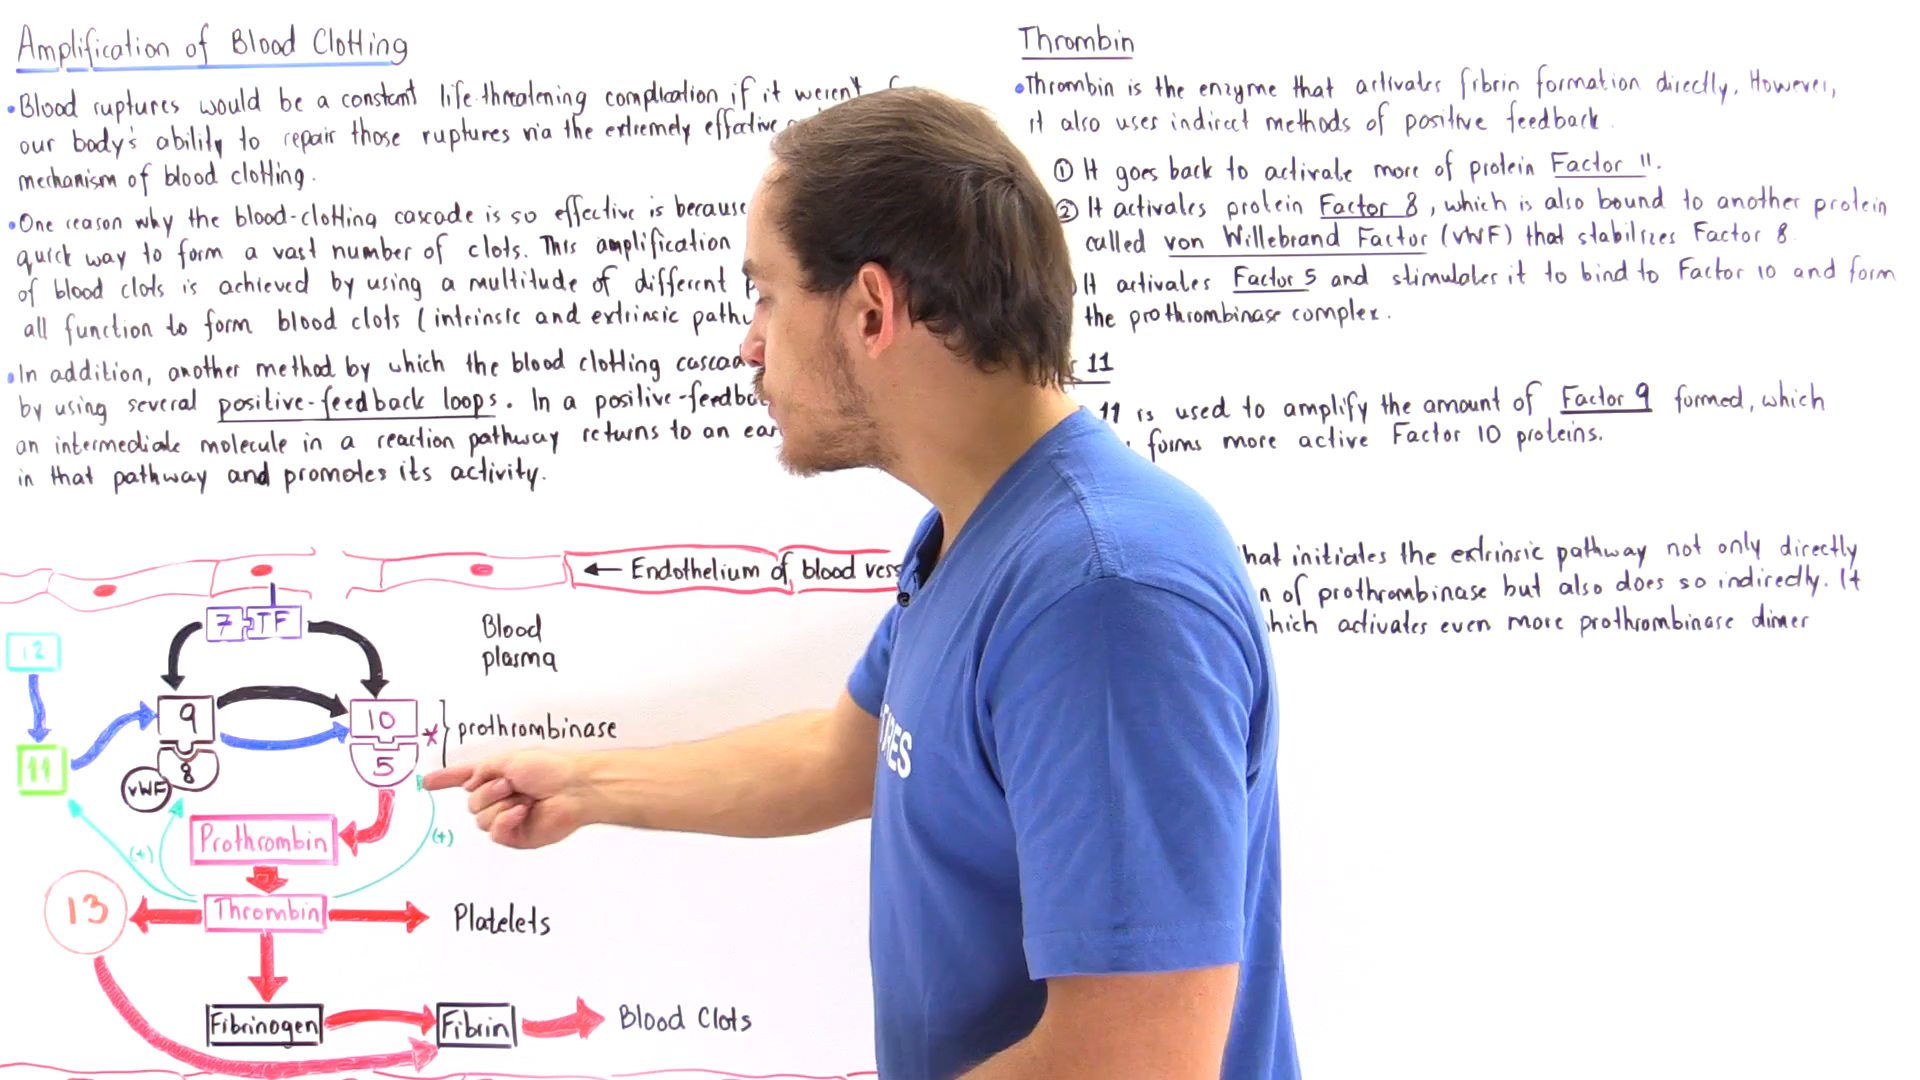 Amplification of Blood Clotting
•Blood ruptures would be a constant life-threatening complication if it weren't
our body's ability to repair those ruptures via the extremely effective
mechanism of blood clotting.
•One reason why the blood-clotting cascade is so effective is because
quick way to form a vast number of clots. This amplification
of blood clots is achieved by using a multitude of different
all function to form blood clots (intrinsic and extrinsic
•In addition, another method by which the blood clotting
by using several positive-feedback loops. In a
an intermediate molecule in a reaction pathway returns to an
in that pathway and promotes its activity.
Thrombin
•Thrombin is the enzyme that activates fibrin formation directly. However,
it also uses indirect methods of positive feedback.
① It goes back to activate more of protein Factor 11.
② It activates protein Factor 8, which is also bound to another protein
called von Willebrand Factor (vWF) that stabilizes Factor 8.
It activates Factor 5 and stimulates it to bind to Factor 10 and form
the prothrombinase complex.
11
11 is used to amplify the amount of Factor 9 formed, which
forms more active Factor 10 proteins.
that initiates the extrinsic pathway not only directly
of prothrombinase but also does so indirectly. It
which activates even more prothrombinase dimer
← Endothelium of blood
7 TF
Blood
plasma
12
9
10
* } prothrombinase
11
8
5
vWF
Prothrombin
(+)
(+)
13
Thrombin
Platelets
Fibrinogen
Fibrin
Blood Clots